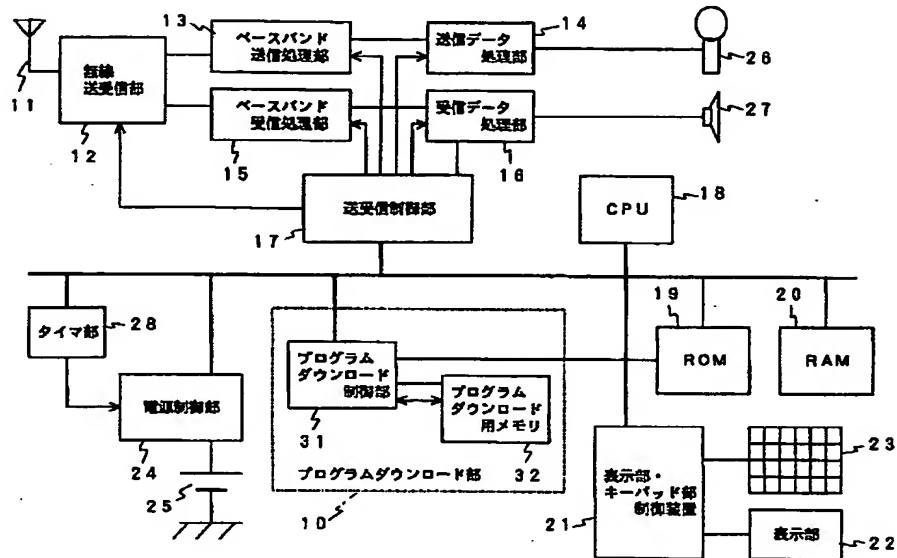 13
ベースバンド
送信処理部
14
送信データ
処理部
26
11
無線
送受信部
12
ベースバンド
受信処理部
15
受信データ
処理部
16
27
送受信制御部
17
CPU
18
タイマ部
28
19
ROM
20
RAM
電源制御部
24
25
プログラム
ダウンロード
制御部
31
プログラム
ダウンロード
用メモリ
32
プログラムダウンロード部
10
表示部・
キーパッド部
制御装置
21
23
表示部
22